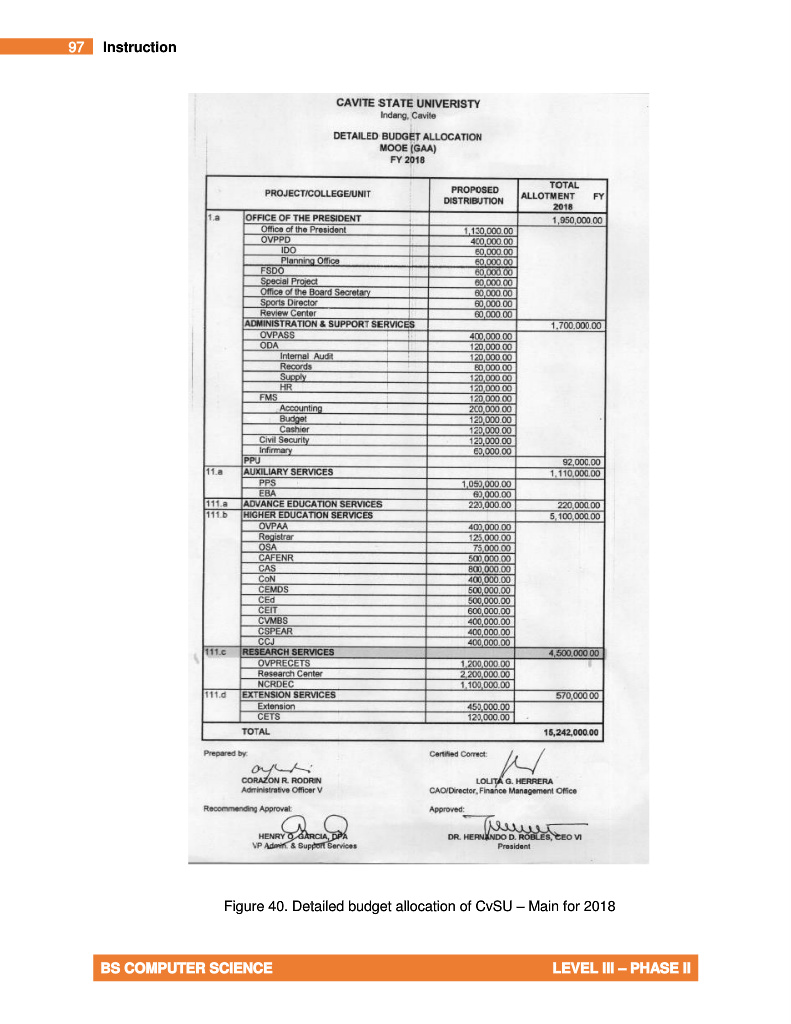 97 Instruction
CAVITE STATE UNIVERISTY
Indang, Cavite
DETAILED BUDGET ALLOCATION
MOOE (GAA)
FY 2018
PROJECT/COLLEGE/UNIT PROPOSED DISTRIBUTION TOTAL ALLOTMENT FY 2018
1.a OFFICE OF THE PRESIDENT 1,950,000.00
Office of the President 1,130,000.00
OVPPD 400,000.00
IDO 60,000.00
Planning Office 60,000.00
FSDO 60,000.00
Special Project 60,000.00
Office of the Board Secretary 60,000.00
Sports Director 60,000.00
Review Center 60,000.00
ADMINISTRATION & SUPPORT SERVICES 1,700,000.00
OVPASS 400,000.00
ODA 120,000.00
Internal Audit 120,000.00
Records 60,000.00
Supply 120,000.00
HR 120,000.00
FMS 120,000.00
Accounting 200,000.00
Budget 120,000.00
Cashier 120,000.00
Civil Security 120,000.00
Infirmary 60,000.00
PPU 92,000.00
11.a AUXILIARY SERVICES 1,110,000.00
PPS 1,050,000.00
EBA 60,000.00
111.a ADVANCE EDUCATION SERVICES 220,000.00 220,000.00
111.b HIGHER EDUCATION SERVICES 5,100,000.00
OVPAA 400,000.00
Registrar 125,000.00
OSA 75,000.00
CAFENR 500,000.00
CAS 800,000.00
CoN 400,000.00
CEMDS 500,000.00
CEd 500,000.00
CEIT 600,000.00
CVMBS 400,000.00
CSPEAR 400,000.00
CCJ 400,000.00
111.c RESEARCH SERVICES 4,500,000.00
OVPRECETS 1,200,000.00
Research Center 2,200,000.00
NCRDEC 1,100,000.00
111.d EXTENSION SERVICES 570,000.00
Extension 450,000.00
CETS 120,000.00
TOTAL 15,242,000.00
Prepared by: Certified Correct:
CORAZON R. RODRIN LOLITA G. HERRERA
Administrative Officer V CAO/Director, Finance Management Office
Recommending Approval: Approved:
HENRY O. GARCIA, DPA DR. HERNANDO D. ROBLES, CEO VI
VP Admin. & Support Services President
Figure 40. Detailed budget allocation of CvSU – Main for 2018
BS COMPUTER SCIENCE LEVEL III – PHASE II